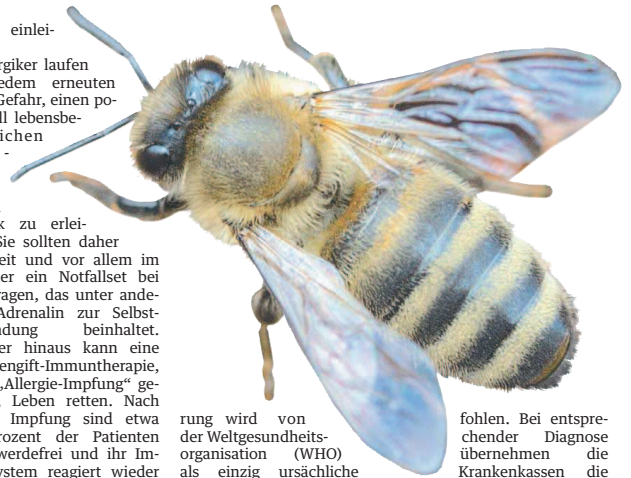 einlei-
rgiker laufen
edem erneuten
Gefahr, einen po-
ll lebensbe-
ichen
-
k zu erlei-
Sie sollten daher
eit und vor allem im
er ein Notfallset bei
ragen, das unter ande-
Adrenalin zur Selbst-
ndung beinhaltet.
er hinaus kann eine
engift-Immuntherapie,
„Allergie-Impfung“ ge-
Leben retten. Nach
Impfung sind etwa
rozent der Patienten
werdefrei und ihr Im-
ystem reagiert wieder
rung wird von
der Weltgesundheits-
organisation (WHO)
als einzig ursächliche
fohlen. Bei entspre-
chender Diagnose
übernehmen die
Krankenkassen die